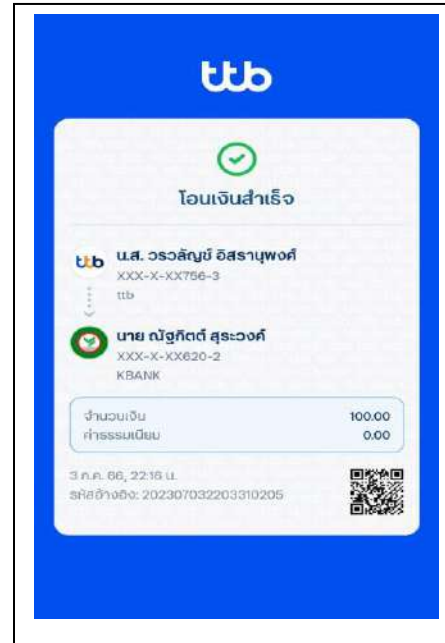 ttb
โอนเงินสำเร็จ
ttb น.ส. วรวลัญช์ อิสรานุพงศ์
XXX-X-XX756-3
ttb
นาย ณัฐกิตต์ สุระวงศ์
XXX-X-XX620-2
KBANK
จำนวนเงิน 100.00
ค่าธรรมเนียม 0.00
3 ก.ค. 66, 22:16 น.
รหัสอ้างอิง: 202307032203310205